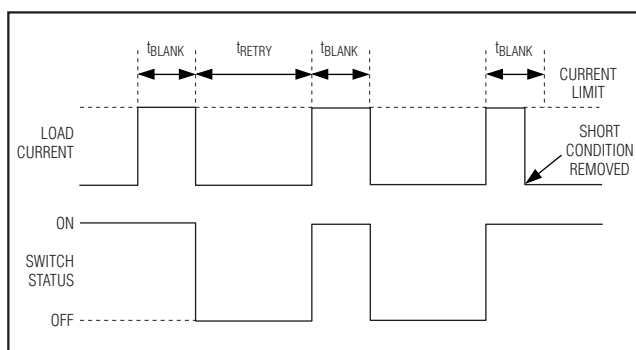 tBLANK
tRETRY
tBLANK
tBLANK
CURRENT
LIMIT
LOAD
CURRENT
SHORT
CONDITION
REMOVED
ON
SWITCH
STATUS
OFF